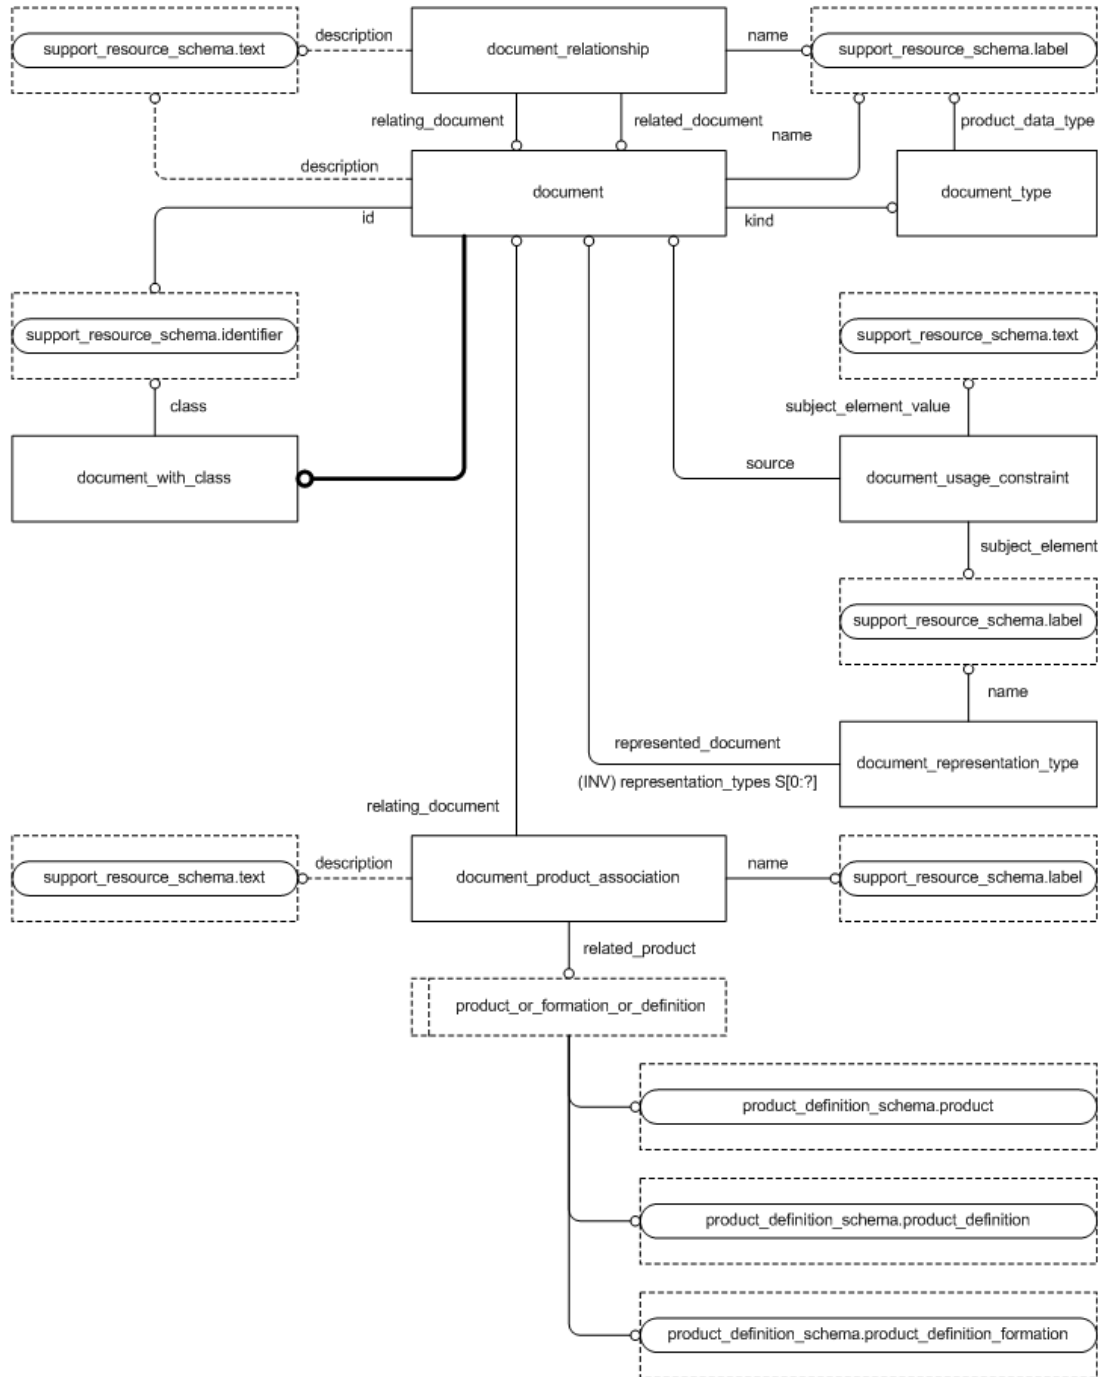 description
name
support_resource_schema.text
document_relationship
support_resource_schema.label
relating_document
related_document
product_data_type
name
description
document
document_type
id
kind
support_resource_schema.identifier
support_resource_schema.text
class
subject_element_value
source
document_with_class
document_usage_constraint
subject_element
support_resource_schema.label
name
represented_document
document_representation_type
(INV) representation_types S[0:?]
relating_document
description
name
support_resource_schema.text
document_product_association
support_resource_schema.label
related_product
product_or_formation_or_definition
product_definition_schema.product
product_definition_schema.product_definition
product_definition_schema.product_definition_formation